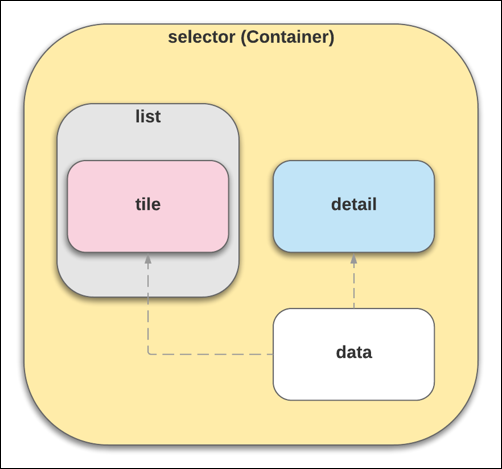 selector (Container)
list
tile
detail
data